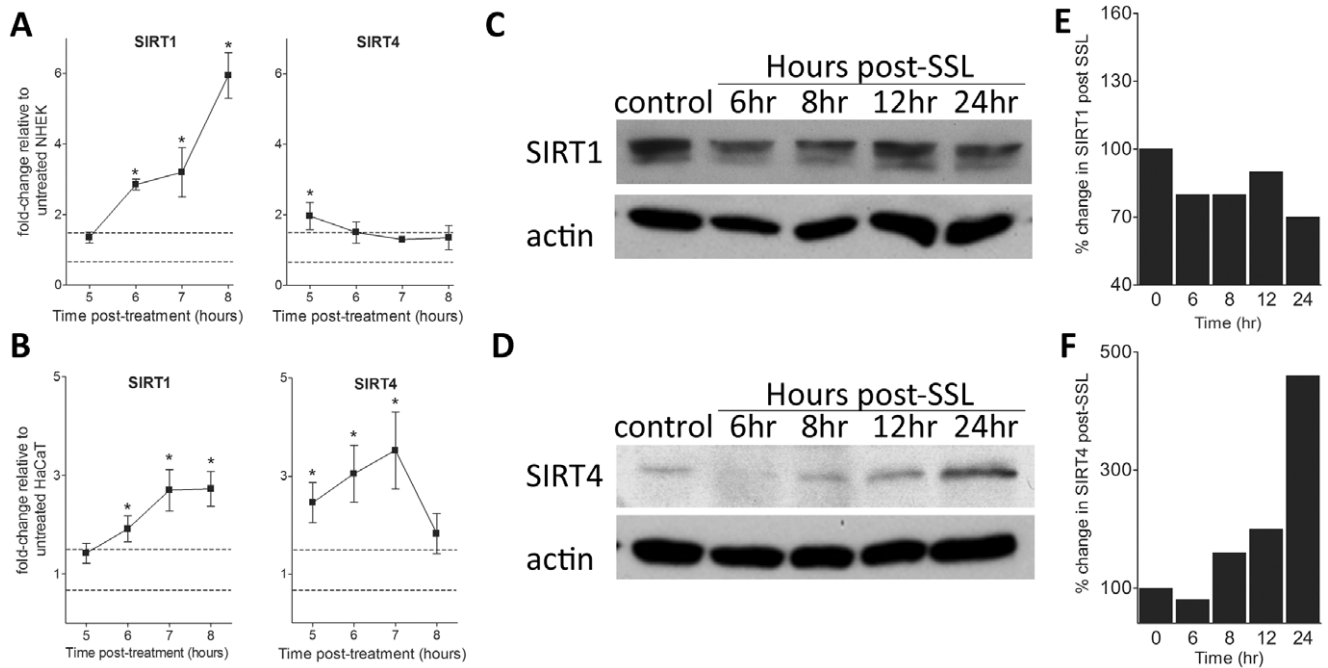 A
SIRT1
SIRT4
fold-change relative to
untreated NHEK
6
4
2
0
5 6 7 8
Time post-treatment (hours)
6
4
2
0
5 6 7 8
Time post-treatment (hours)
*
*
*
*
B
SIRT1
SIRT4
fold-change relative to
untreated HaCaT
5
3
1
5 6 7 8
Time post-treatment (hours)
5
3
1
5 6 7 8
Time post-treatment (hours)
*
*
*
*
*
*
C
Hours post-SSL
control 6hr 8hr 12hr 24hr
SIRT1
actin
D
Hours post-SSL
control 6hr 8hr 12hr 24hr
SIRT4
actin
E
% change in SIRT1 post SSL
160
130
100
70
40
0 6 8 12 24
Time (hr)
F
% change in SIRT4 post-SSL
500
300
100
0 6 8 12 24
Time (hr)